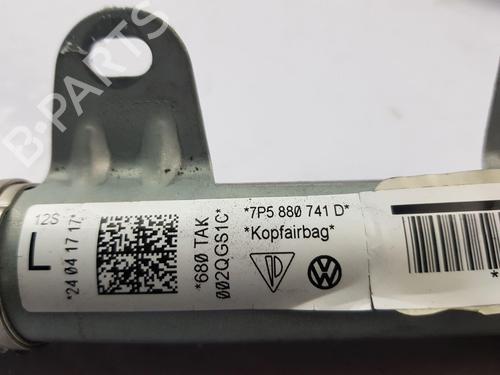 B-PARTS
12S
L
*24 04 17 17
*680 TAK
002QGS1C*
*7P5 880 741 D*
*Kopfairbag*